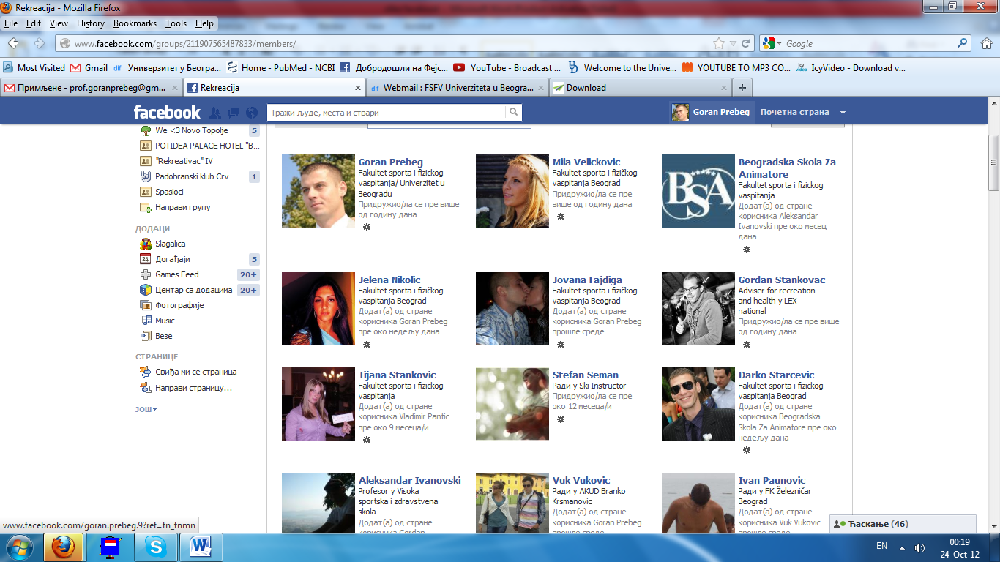 Rekreacija - Mozilla Firefox
File Edit View History Bookmarks Tools Help
www.facebook.com/groups/211907565487833/members/
Google
Most Visited Gmail Универзитет у Београ... Home - PubMed - NCBI Добродошли на Фејс... YouTube - Broadcast ... Welcome to the Unive... YOUTUBE TO MP3 CO... IcyVideo - Download v...
Примљене - prof.goranprebeg@gm... Rekreacija Webmail : FSFV Univerziteta u Beogra... Download
facebook
Тражи људе, места и ствари
Goran Prebeg Почетна страна
We <3 Novo Topolje 5
POTIDEA PALACE HOTEL "B...
"Rekreativac" IV
Padobranski klub Crv... 1
Spasioci
Направи групу
ДОДАЦИ
Slagalica
24 Догађаји 5
Games Feed 20+
Центар са додацима 20+
Фотографије
Music
Везе
СТРАНИЦЕ
Свиђа ми се страница
Направи страницу...
ЈОШ
Goran Prebeg
Fakultet sporta i fizickog
vaspitanja/ Univerzitet u
Beogradu
Придружио/ла се пре више
од годину дана
Mila Velickovic
Fakultet sporta i fizičkog
vaspitanja Beograd
Придружио/ла се пре
више од годину дана
BSA
Beogradska Skola Za
Animatore
Fakultet sporta i fizickog
vaspitanja
Додат(а) од стране
корисника Aleksandar
Ivanovski пре око месец
дана
Jelena Nikolic
Fakultet sporta i fizičkog
vaspitanja Beograd
Додат(а) од стране
корисника Goran Prebeg
пре око недељу дана
Jovana Fajdiga
Fakultet sporta i fizičkog
vaspitanja Beograd
Додат(а) од стране
корисника Goran Prebeg
прошле среде
Gordan Stankovac
Adviser for recreation
and health у LEX
national
Придружио/ла се пре више
од годину дана
Tijana Stankovic
Fakultet sporta i fizickog
vaspitanja
Додат(а) од стране
корисника Vladimir Pantic
пре око 9 месеца/и
Stefan Seman
Ради у Ski Instructor
Придружио/ла се пре
око 12 месеца/и
Darko Starcevic
Fakultet sporta i fizičkog
vaspitanja Beograd
Додат(а) од стране
корисника Beogradska
Skola Za Animatore пре око
недељу дана
Aleksandar Ivanovski
Profesor у Visoka
sportska i zdravstvena
skola
Додат(а) од стране
Vuk Vukovic
Ради у AKUD Branko
Krsmanovic
Додат(а) од стране
корисника Goran Prebeg
Ivan Paunovic
Ради у FK Železničar
Beograd
Додат(а) од стране
корисника Vuk Vukovic
www.facebook.com/goran.prebeg.9?ref=tn_tnmn
Ћаскање (46)
EN
00:19
24-Oct-12